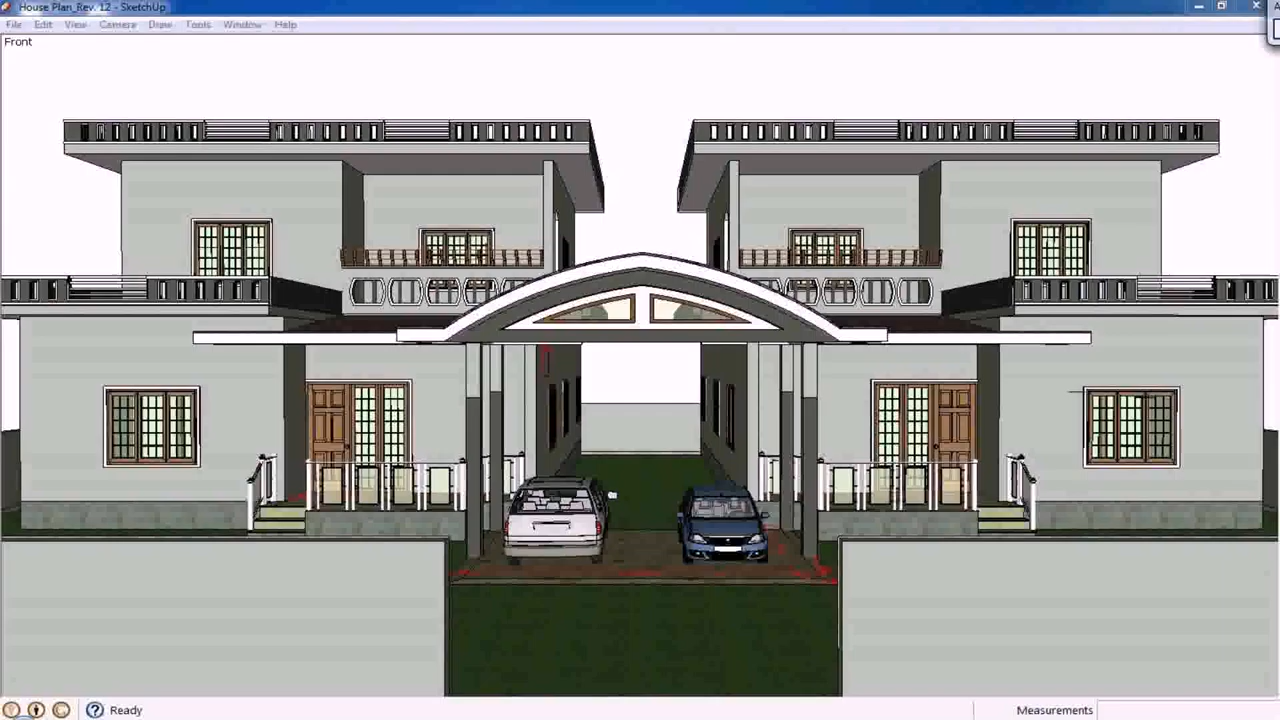 House Plan_Rev. 12 - SketchUp
File Edit View Camera Draw Tools Window Help
Front
Ready
Measurements